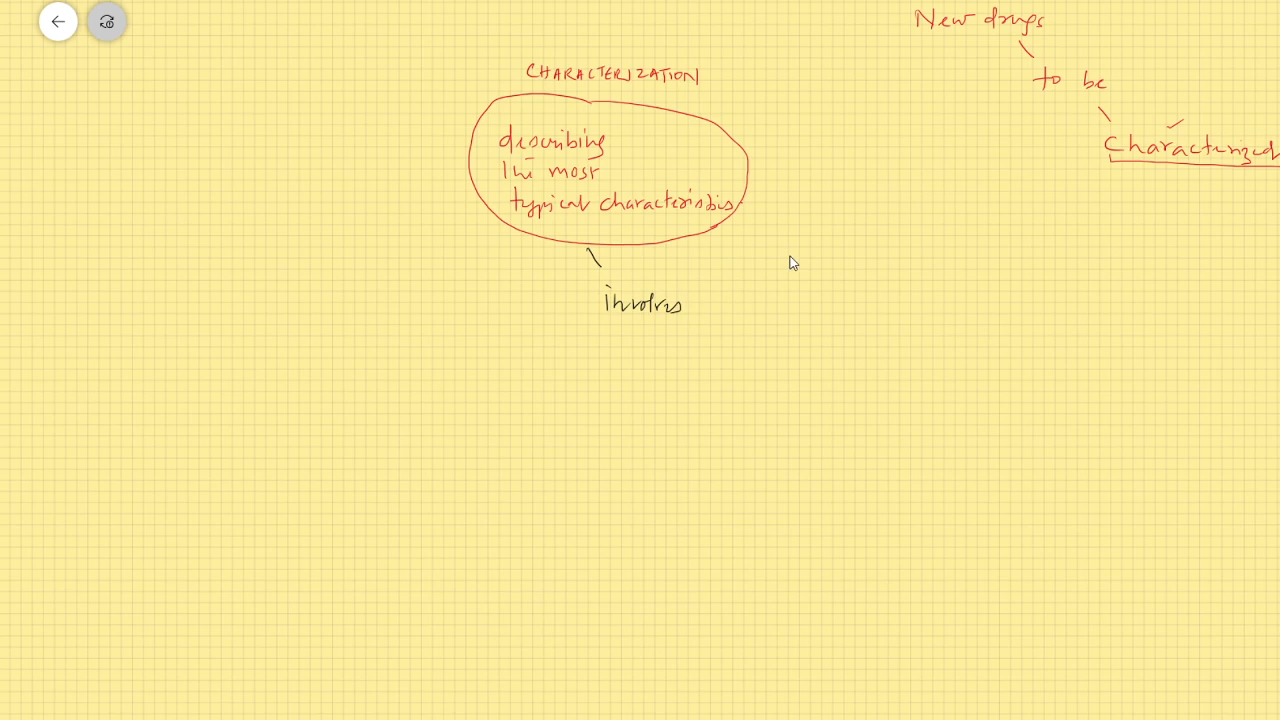 New drugs
to be
Characterized
CHARACTERIZATION
describing
the most
typical characteristics
involves